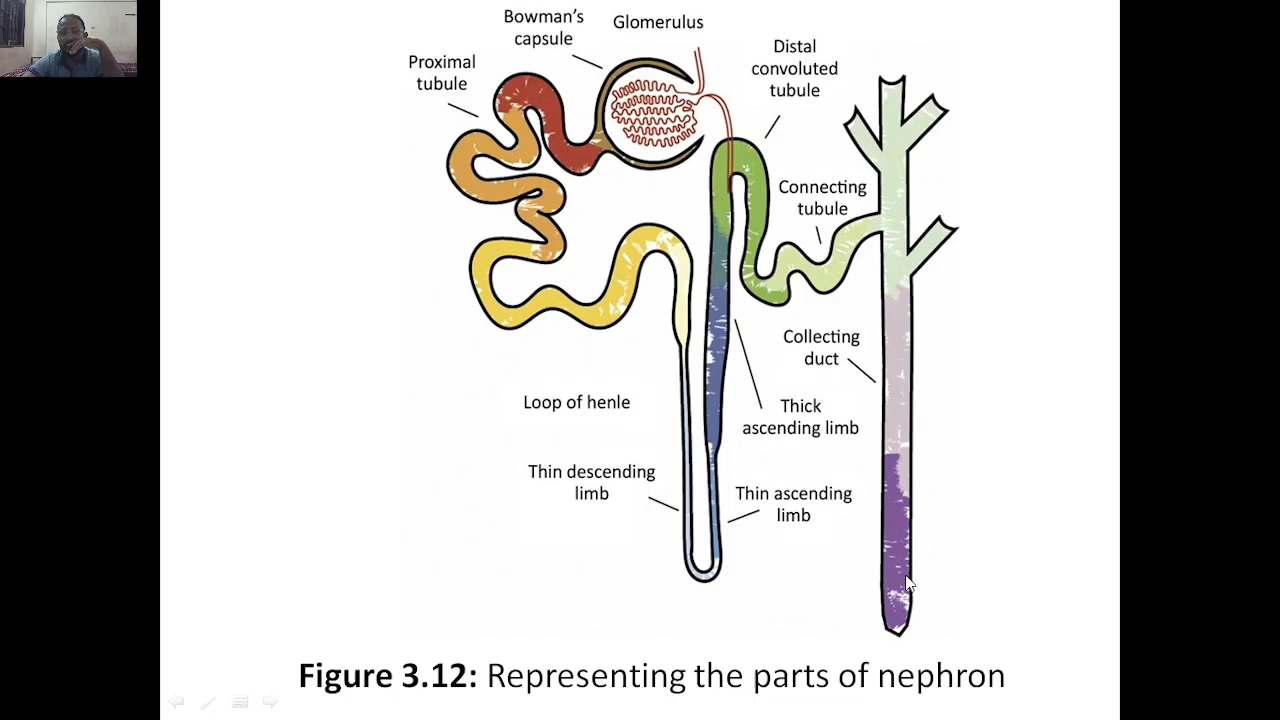 Bowman's
capsule
Glomerulus
Proximal
tubule
Distal
convoluted
tubule
Connecting
tubule
Collecting
duct
Loop of henle
Thick
ascending limb
Thin descending
limb
Thin ascending
limb
Figure 3.12: Representing the parts of nephron